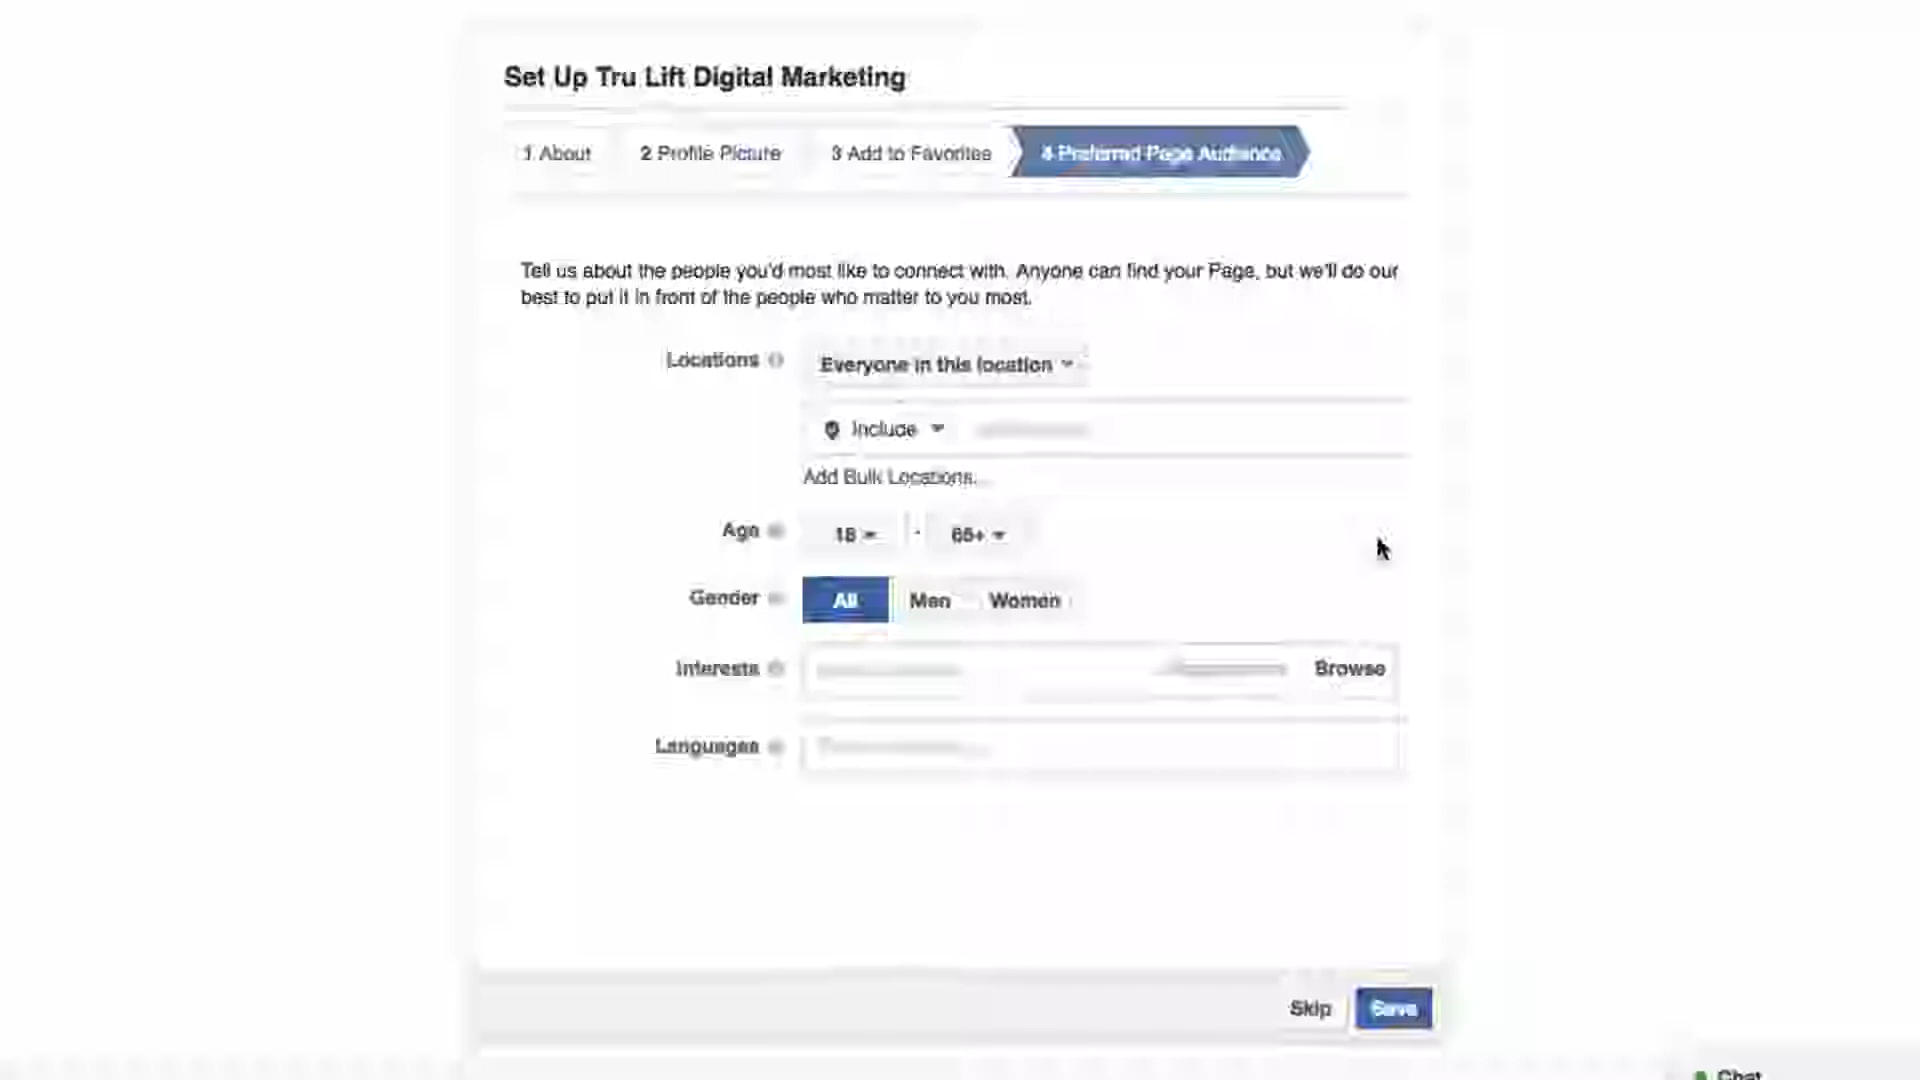 Set Up Tru Lift Digital Marketing
1 About 2 Profile Picture 3 Add to Favorites 4 Preferred Page Audience
Tell us about the people you'd most like to connect with. Anyone can find your Page, but we'll do our
best to put it in front of the people who matter to you most.
Locations Everyone in this location
Include
Add Bulk Locations...
Age 18 - 65+
Gender All Men Women
Interests Browse
Languages
Skip Save
Chat